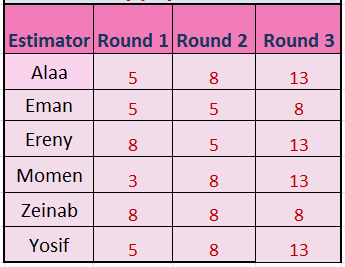 Estimator Round 1 Round 2 Round 3
Alaa 5 8 13
Eman 5 5 8
Ereny 8 5 13
Momen 3 8 13
Zeinab 8 8 8
Yosif 5 8 13